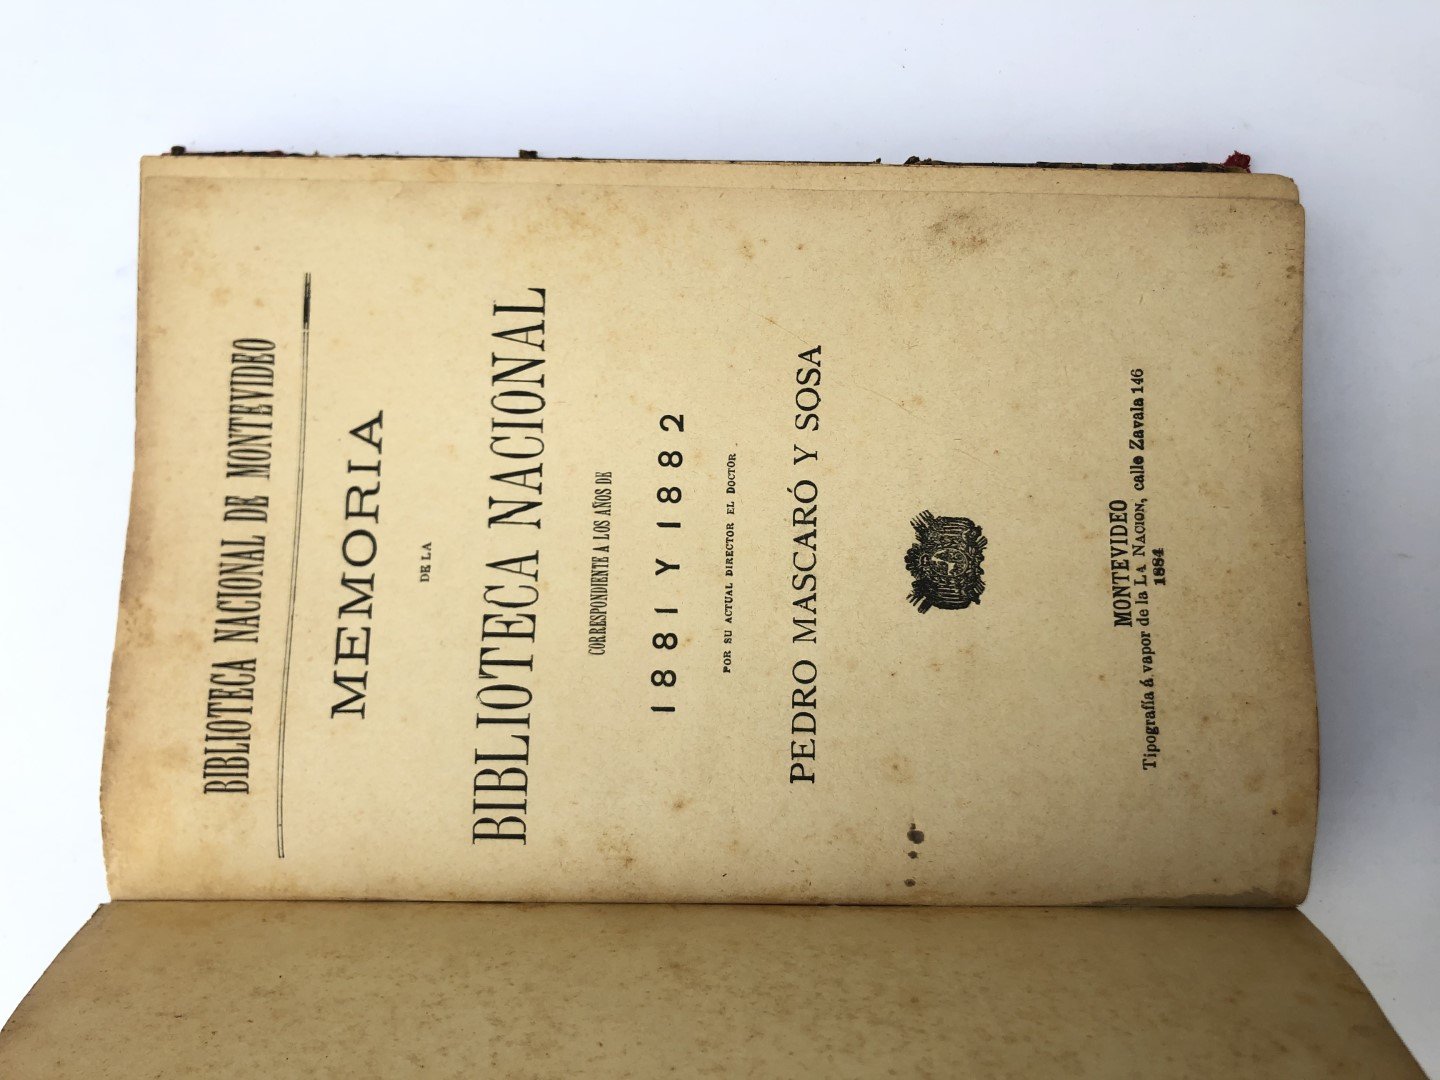 BIBLIOTECA NACIONAL DE MONTEVIDEO
MEMORIA
DE LA
BIBLIOTECA NACIONAL
CORRESPONDIENTE A LOS AÑOS DE
1881 Y 1882
POR SU ACTUAL DIRECTOR EL DOCTOR
PEDRO MASCARÓ Y SOSA
MONTEVIDEO
Tipografía á vapor de la LA NACION, calle Zavala 146
1884